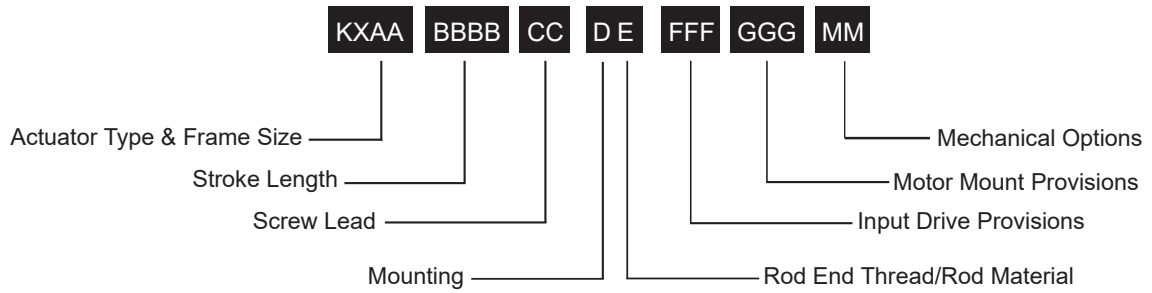 KXAA BBBB CC D E FFF GGG MM
Actuator Type & Frame Size
Mechanical Options
Stroke Length
Motor Mount Provisions
Screw Lead
Input Drive Provisions
Mounting
Rod End Thread/Rod Material